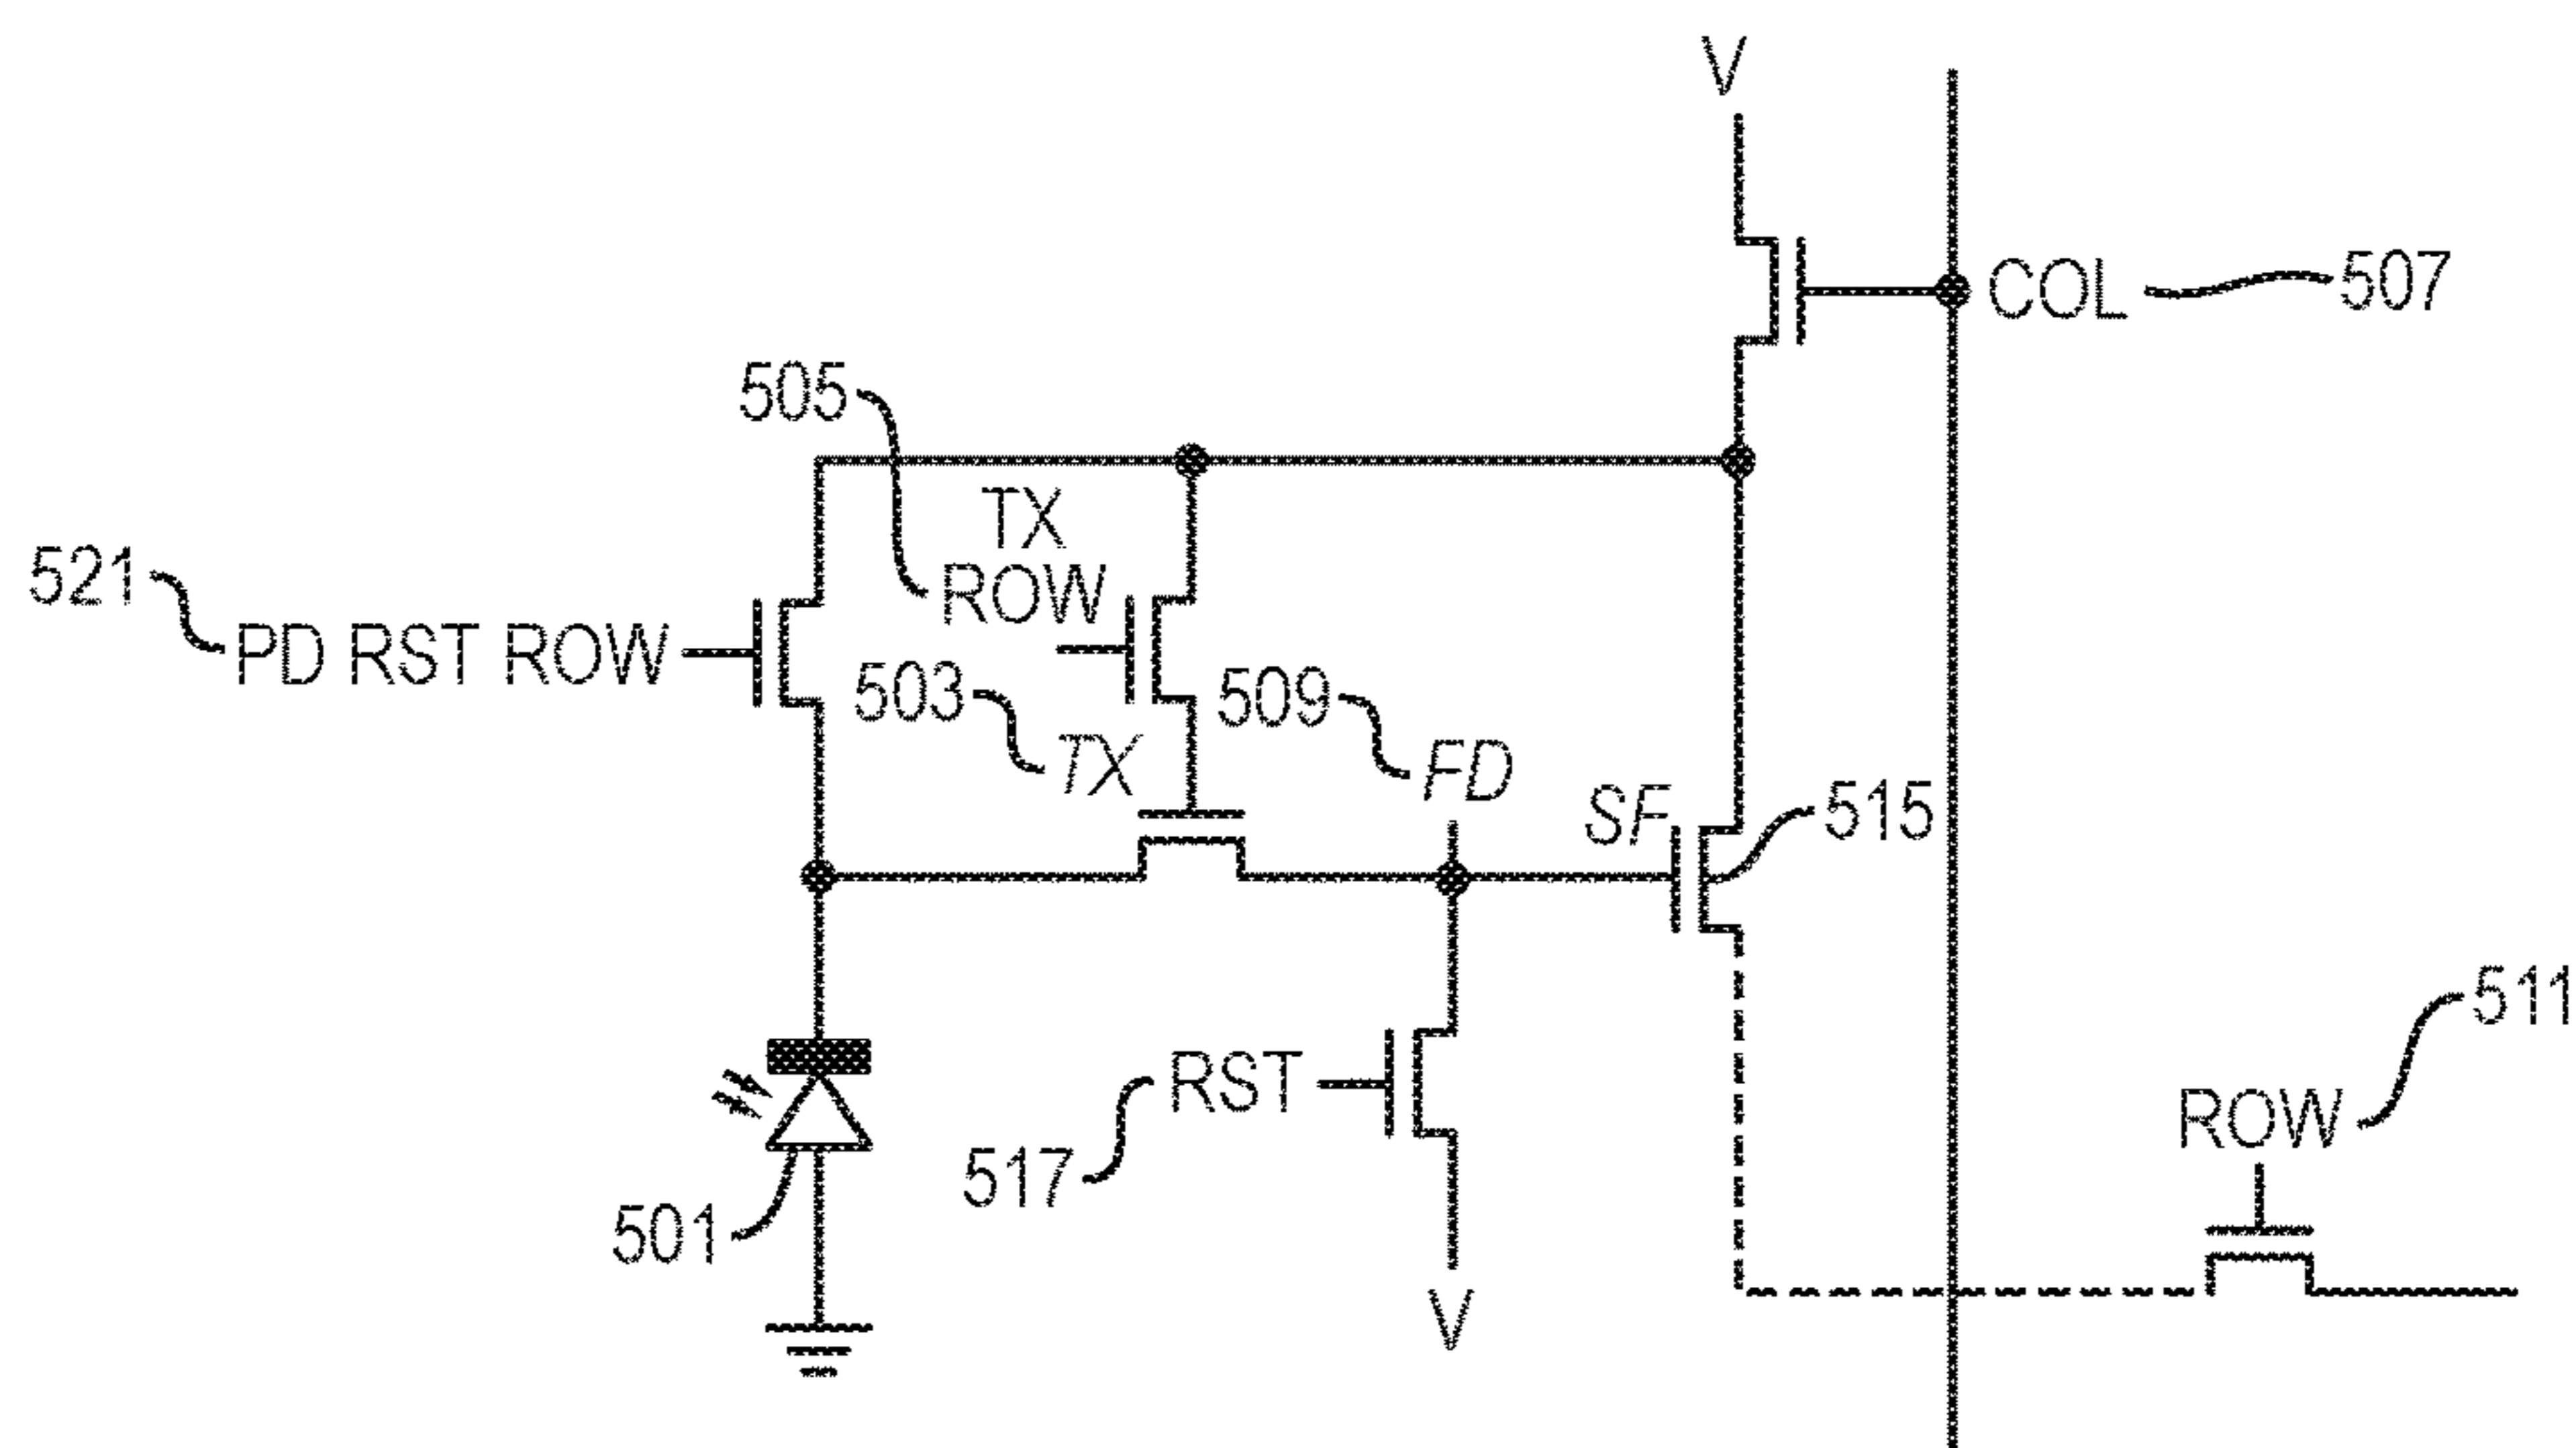 V
COL 507
505
TX
ROW
521 PD RST ROW
503 TX
509 FD
SF 515
511
ROW
RST
517
501
V